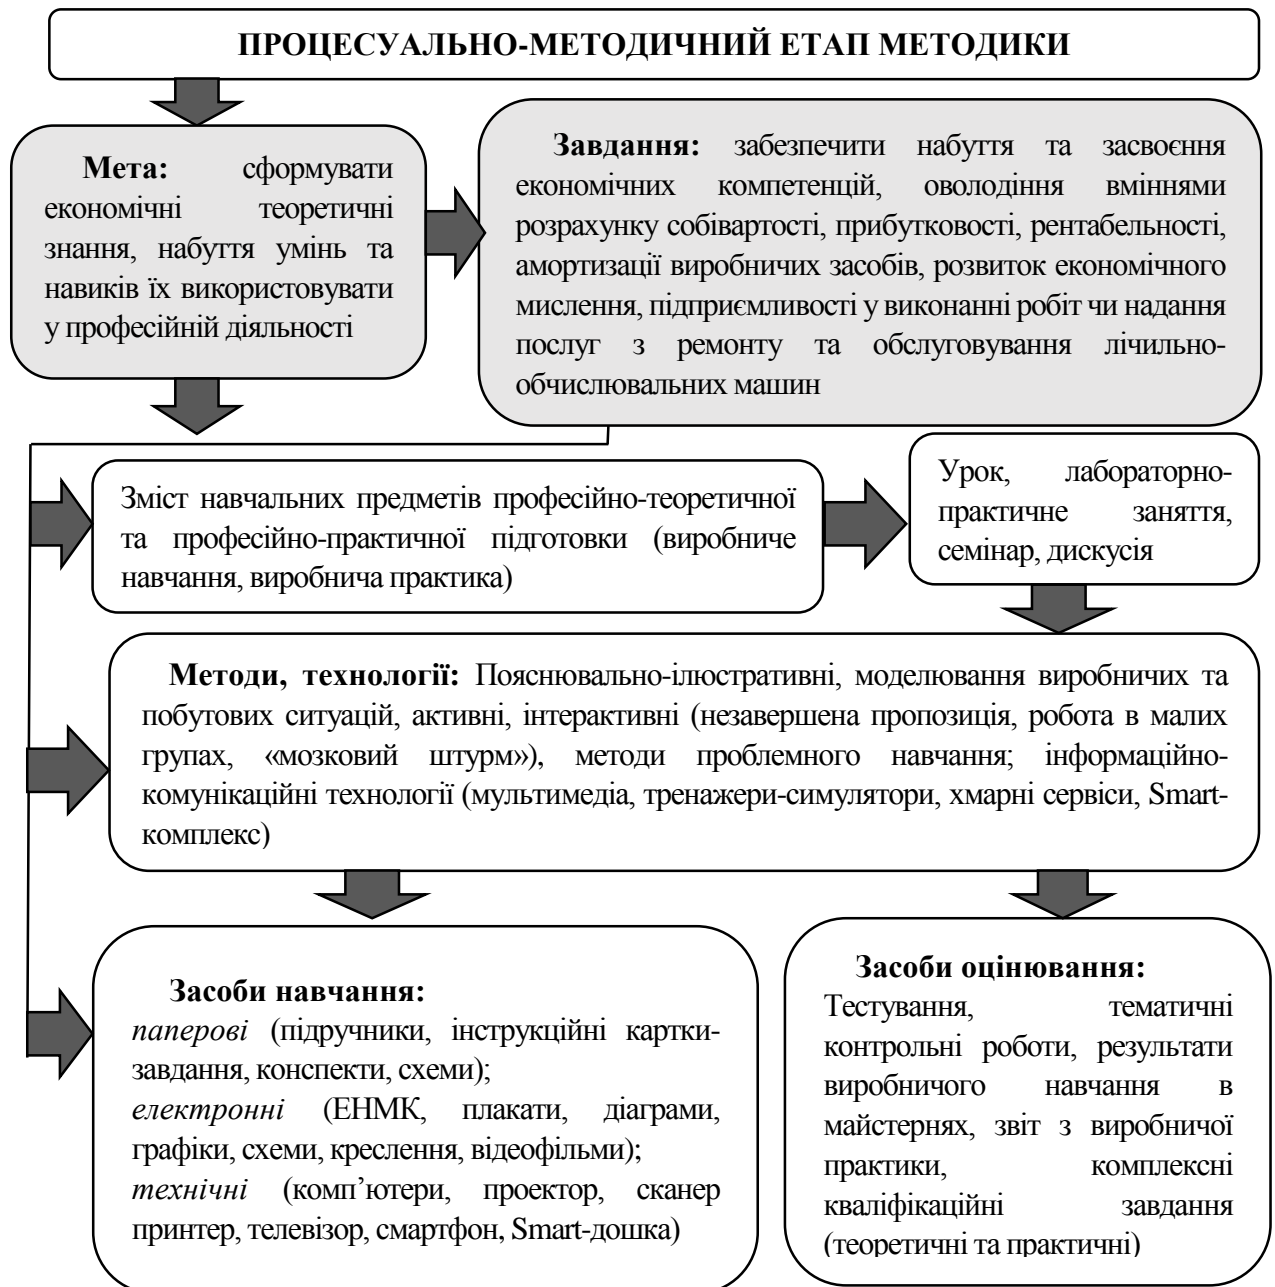 ПРОЦЕСУАЛЬНО-МЕТОДИЧНИЙ ЕТАП МЕТОДИКИ
Мета: сформувати
економічні теоретичні
знання, набуття умінь та
навиків їх використовувати
у професійній діяльності
Завдання: забезпечити набуття та засвоєння
економічних компетенцій, оволодіння вміннями
розрахунку собівартості, прибутковості, рентабельності,
амортизації виробничих засобів, розвиток економічного
мислення, підприємливості у виконанні робіт чи надання
послуг з ремонту та обслуговування лічильно-
обчислювальних машин
Зміст навчальних предметів професійно-теоретичної
та професійно-практичної підготовки (виробниче
навчання, виробнича практика)
Урок, лабораторно-
практичне заняття,
семінар, дискусія
Методи, технології: Пояснювально-ілюстративні, моделювання виробничих та
побутових ситуацій, активні, інтерактивні (незавершена пропозиція, робота в малих
групах, «мозковий штурм»), методи проблемного навчання; інформаційно-
комунікаційні технології (мультимедіа, тренажери-симулятори, хмарні сервіси, Smart-
комплекс)
Засоби навчання:
паперові (підручники, інструкційні картки-
завдання, конспекти, схеми);
електронні (ЕНМК, плакати, діаграми,
графіки, схеми, креслення, відеофільми);
технічні (комп’ютери, проектор, сканер
принтер, телевізор, смартфон, Smart-дошка)
Засоби оцінювання:
Тестування, тематичні
контрольні роботи, результати
виробничого навчання в
майстернях, звіт з виробничої
практики, комплексні
кваліфікаційні завдання
(теоретичні та практичні)